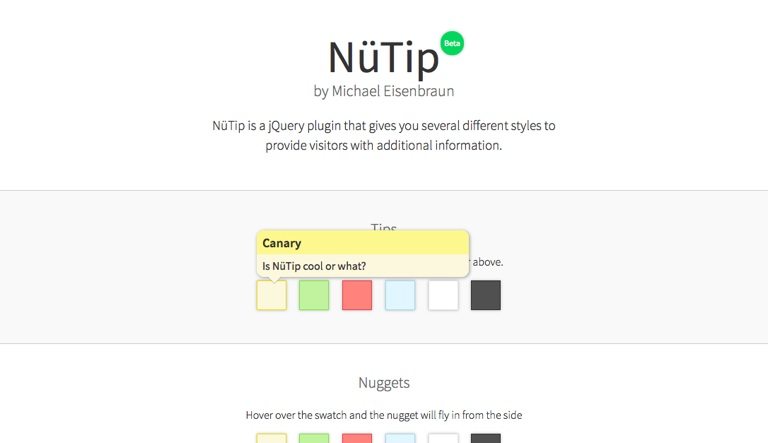 NüTip
Beta
by Michael Eisenbraun
NüTip is a jQuery plugin that gives you several different styles to
provide visitors with additional information.
Tips
Canary
above.
Is NüTip cool or what?
Nuggets
Hover over the swatch and the nugget will fly in from the side